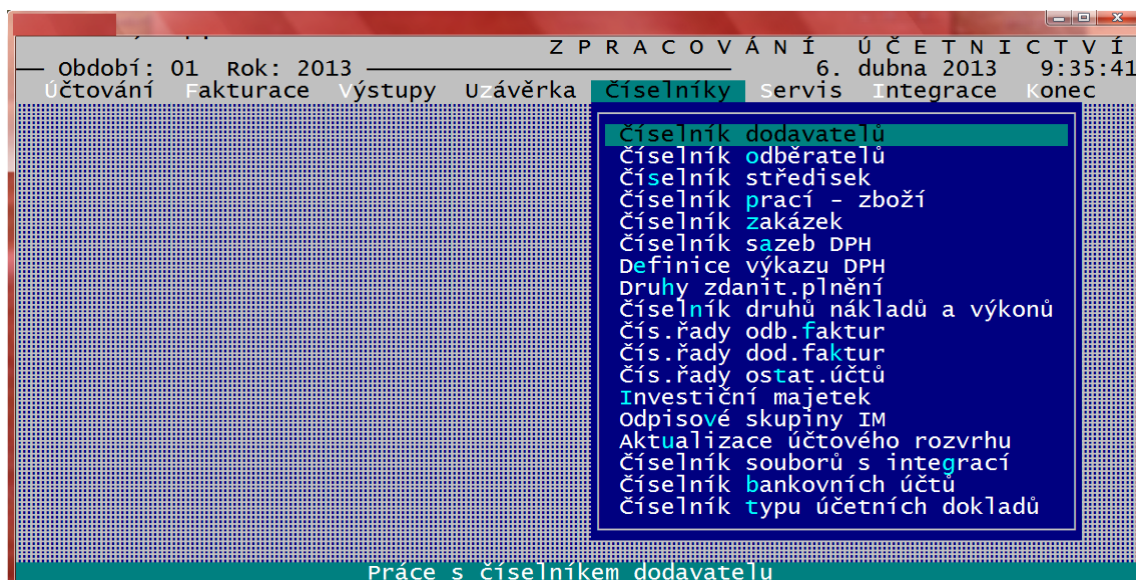 Z P R A C O V Á N Í Ú Č E T N I C T V Í
Období: 01 Rok: 2013 6. dubna 2013 9:35:41
Účtování Fakturace Výstupy Uzávěrka Číselníky Servis Integrace Konec
Číselník dodavatelů
Číselník odběratelů
Číselník středisek
Číselník prací - zboží
Číselník zakázek
Číselník sazeb DPH
Definice výkazu DPH
Druhy zdanit.plnění
Číselník druhů nákladů a výkonů
Čís.řady odb.faktur
Čís.řady dod.faktur
Čís.řady ostat.účtů
Investiční majetek
Odpisové skupiny IM
Aktualizace účtového rozvrhu
Číselník souborů s integrací
Číselník bankovních účtů
Číselník typu účetních dokladů
Práce s číselníkem dodavatelu